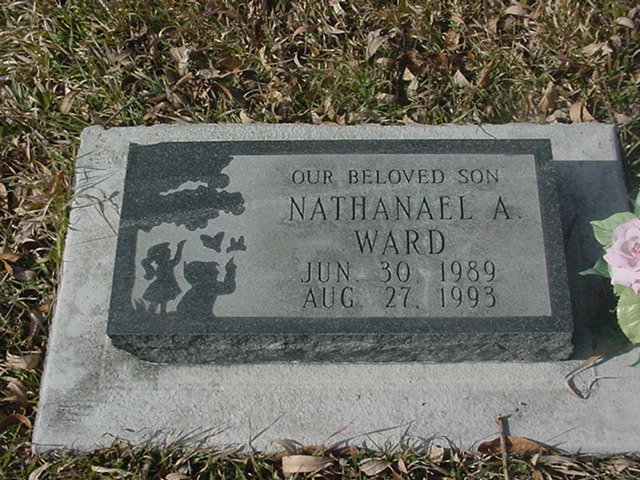 OUR BELOVED SON
NATHANAEL A.
WARD
JUN. 30 1989
AUG. 27, 1993